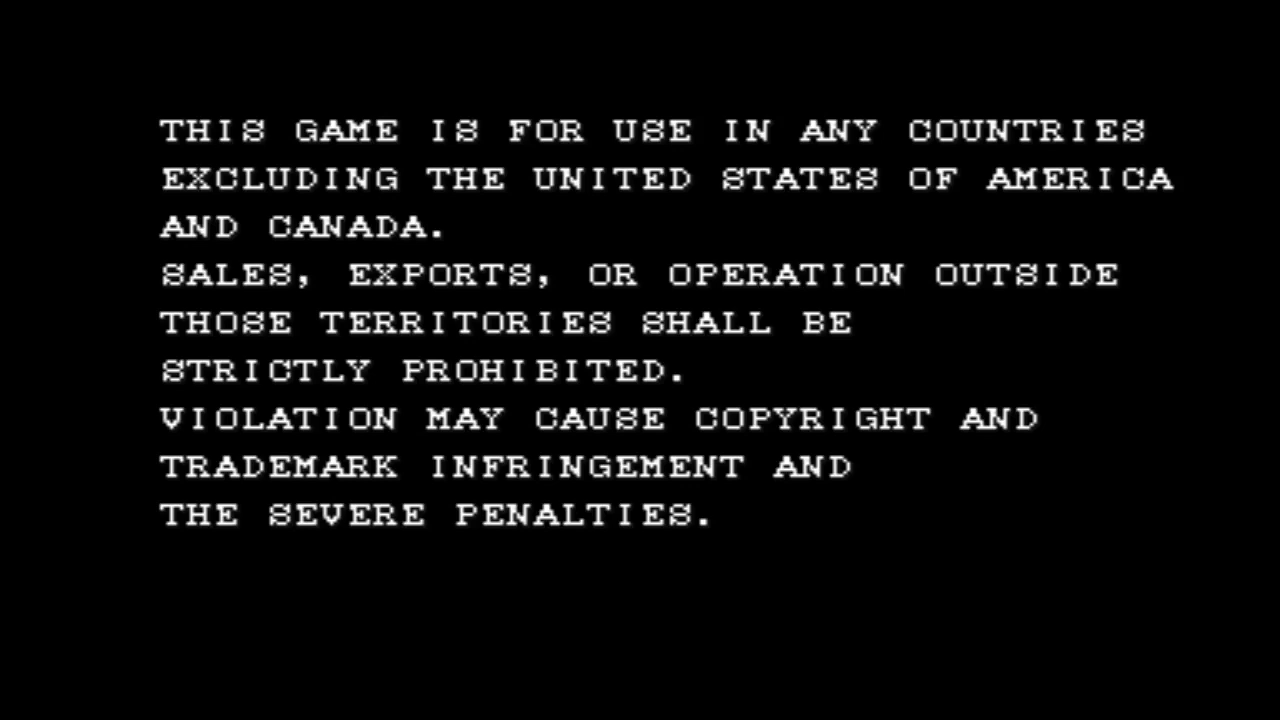 THIS GAME IS FOR USE IN ANY COUNTRIES
EXCLUDING THE UNITED STATES OF AMERICA
AND CANADA.
SALES, EXPORTS, OR OPERATION OUTSIDE
THOSE TERRITORIES SHALL BE
STRICTLY PROHIBITED.
VIOLATION MAY CAUSE COPYRIGHT AND
TRADEMARK INFRINGEMENT AND
THE SEVERE PENALTIES.